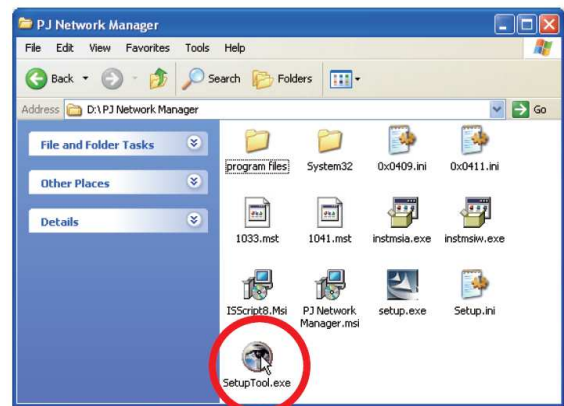 PJ Network Manager
File Edit View Favorites Tools Help
Back Search Folders
Address D:\PJ Network Manager Go
File and Folder Tasks
Other Places
Details
program files System32 0x0409.ini 0x0411.ini
1033.mst 1041.mst instmsia.exe instmsiw.exe
ISScript8.Msi PJ Network Manager.msi setup.exe Setup.ini
SetupTool.exe